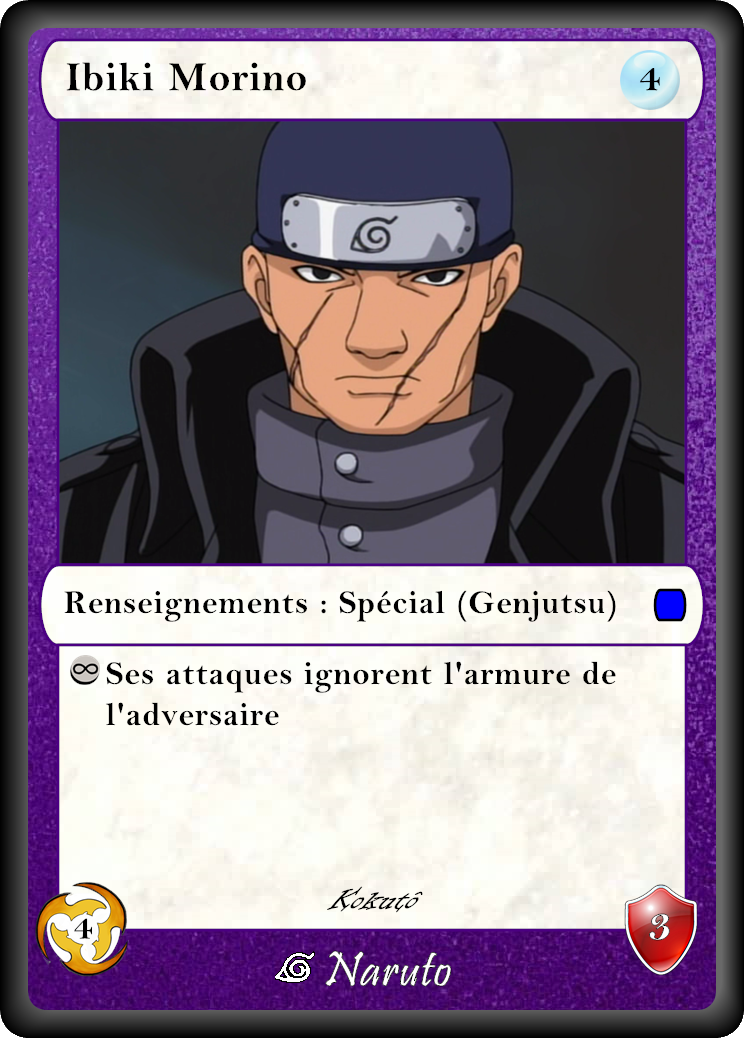 Ibiki Morino
4
Renseignements : Spécial (Genjutsu)
∞ Ses attaques ignorent l'armure de
l'adversaire
Kokutô
4
3
Naruto